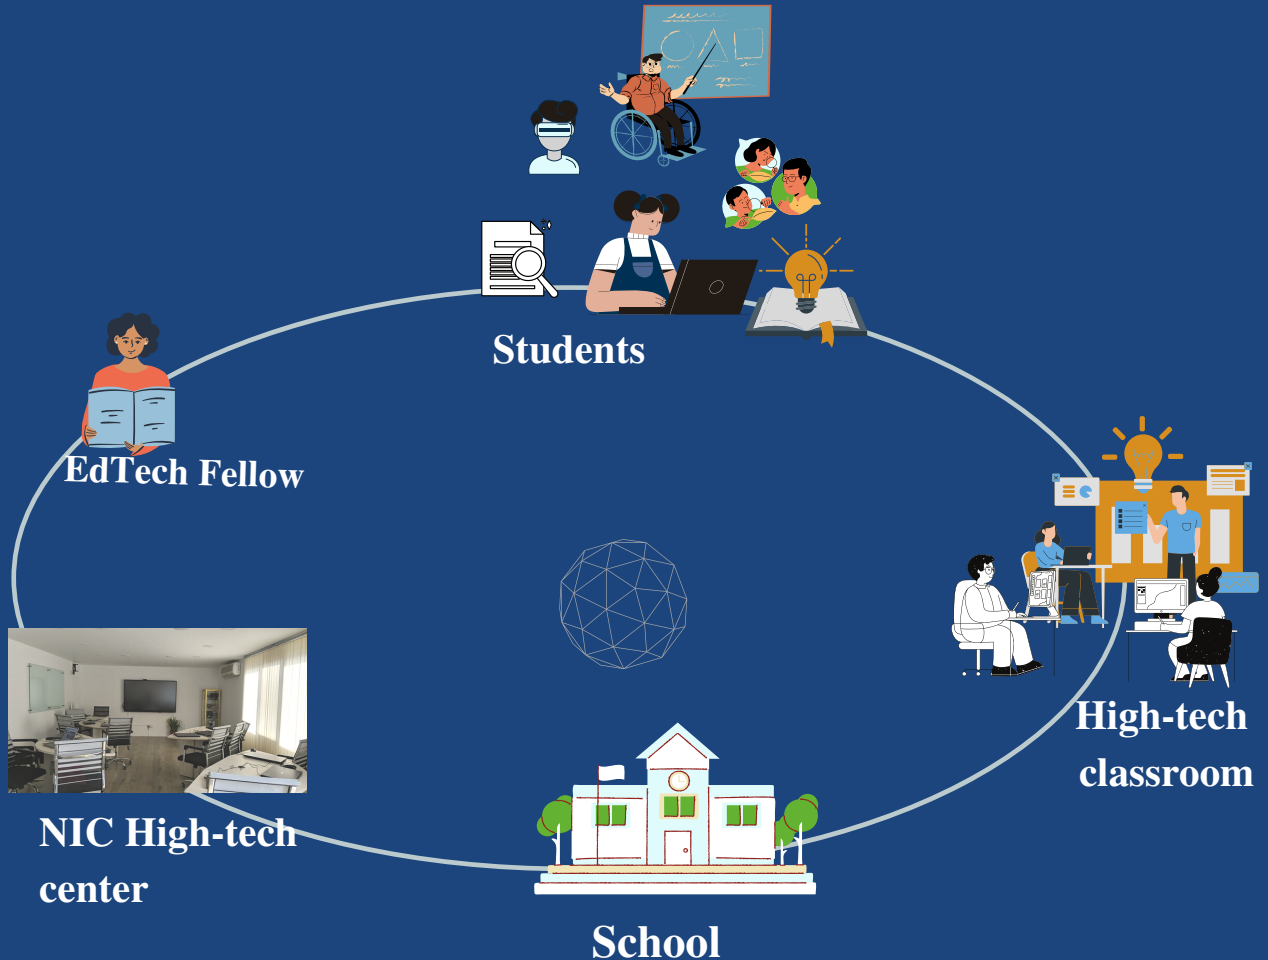 Students
EdTech Fellow
High-tech
classroom
NIC High-tech
center
School